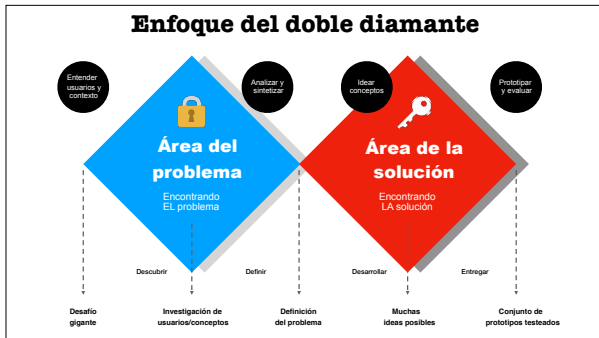 Enfoque del doble diamante
Entender
usuarios y
contexto
Analizar y
sintetizar
Idear
conceptos
Prototipar
y evaluar
Área del
problema
Encontrando
EL problema
Área de la
solución
Encontrando
LA solución
Descubrir
Definir
Desarrollar
Entregar
Desafío
gigante
Investigación de
usuarios/conceptos
Definición
del problema
Muchas
ideas posibles
Conjunto de
prototipos testeados